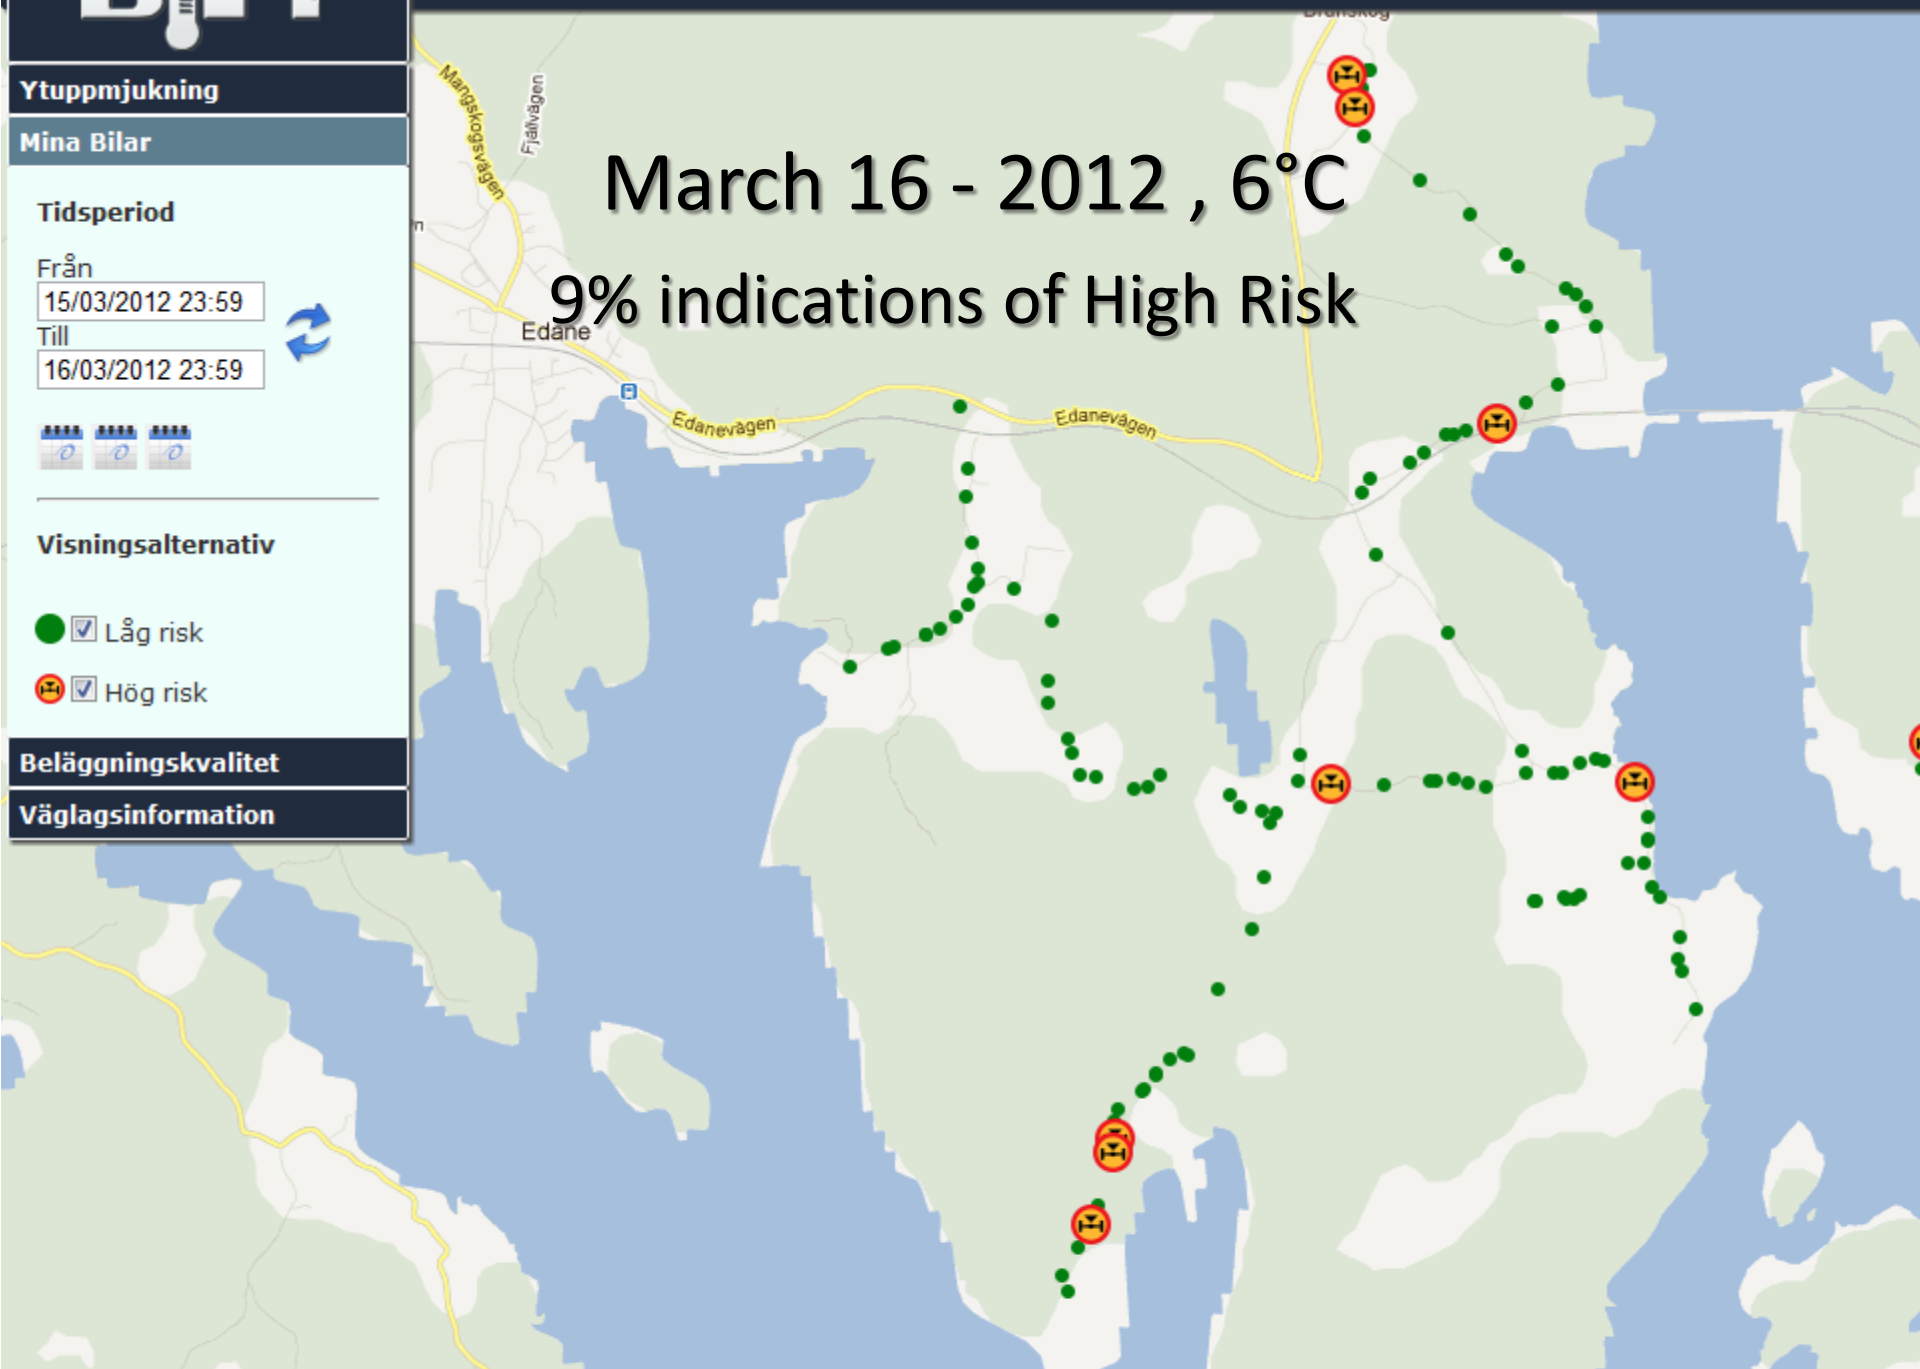 Ytuppmjukning
Mina Bilar
Tidsperiod
Från
15/03/2012 23:59
Till
16/03/2012 23:59
Visningsalternativ
Låg risk
Hög risk
Beläggningskvalitet
Väglagsinformation
March 16 - 2012 , 6°C
9% indications of High Risk
Mangskogsvägen
Fjällvägen
Edane
Edanevägen
Edanevägen